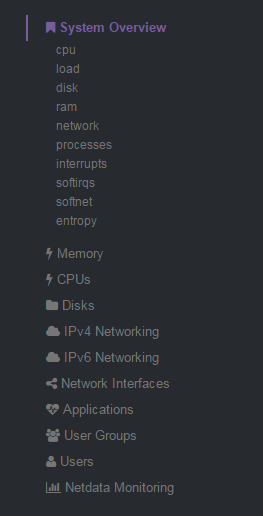 System Overview
cpu
load
disk
ram
network
processes
interrupts
softirqs
softnet
entropy
Memory
CPUs
Disks
IPv4 Networking
IPv6 Networking
Network Interfaces
Applications
User Groups
Users
Netdata Monitoring